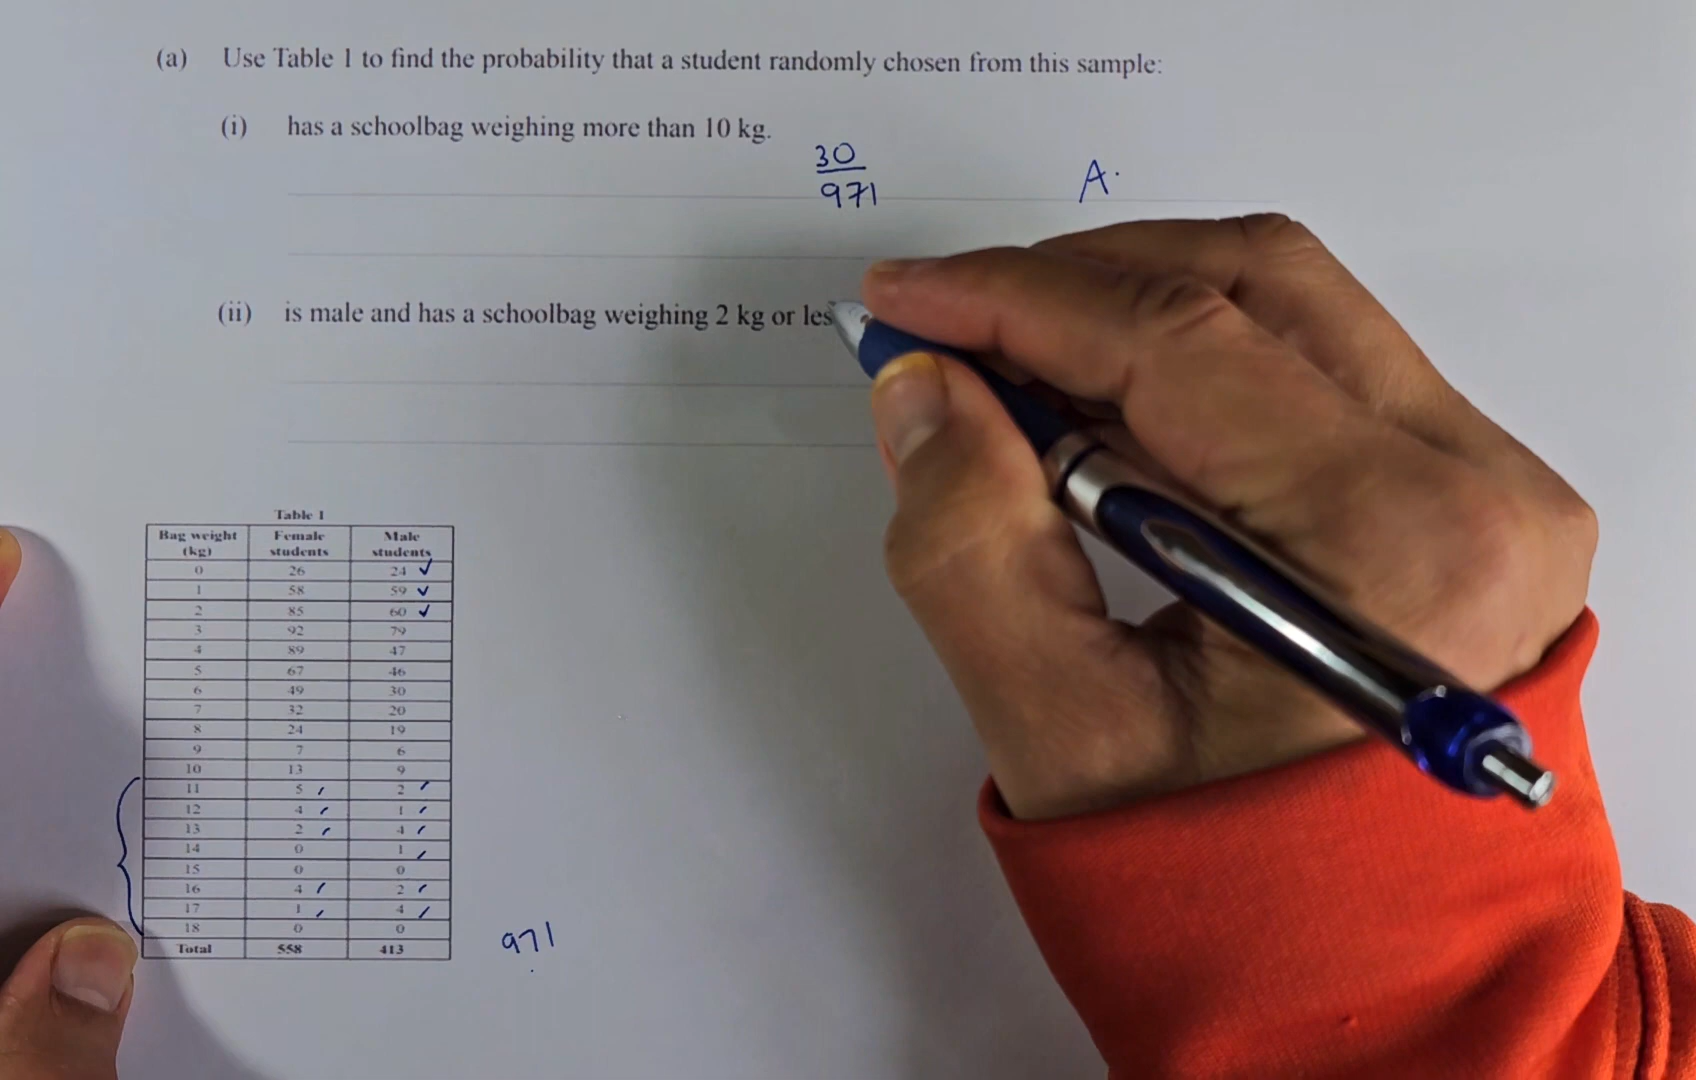 (a) Use Table 1 to find the probability that a student randomly chosen from this sample:
(i) has a schoolbag weighing more than 10 kg.
30
971
A.
(ii) is male and has a schoolbag weighing 2 kg or les
Table 1
Bag weight (kg) Female students Male students
0 26 24 ✓
1 58 59 ✓
2 85 60 ✓
3 92 79
4 89 47
5 67 46
6 49 30
7 32 20
8 24 19
9 7 6
10 13 9
11 5 2
12 4 1
13 2 4
14 0 1
15 0 0
16 4 2
17 1 4
18 0 0
Total 558 413
971